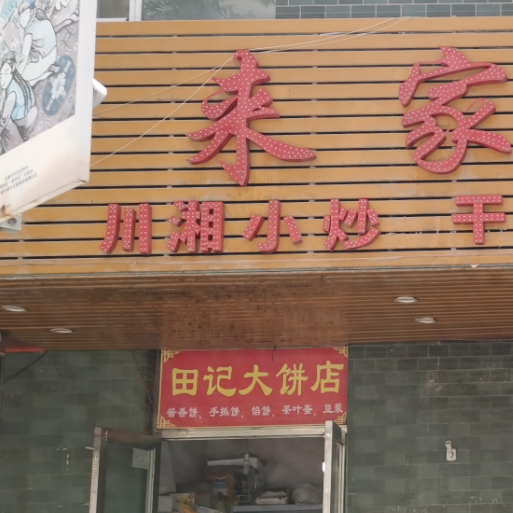 来家
川湘小炒 干
田记大饼店
酱香饼、手抓饼、馅饼、茶叶蛋、豆浆